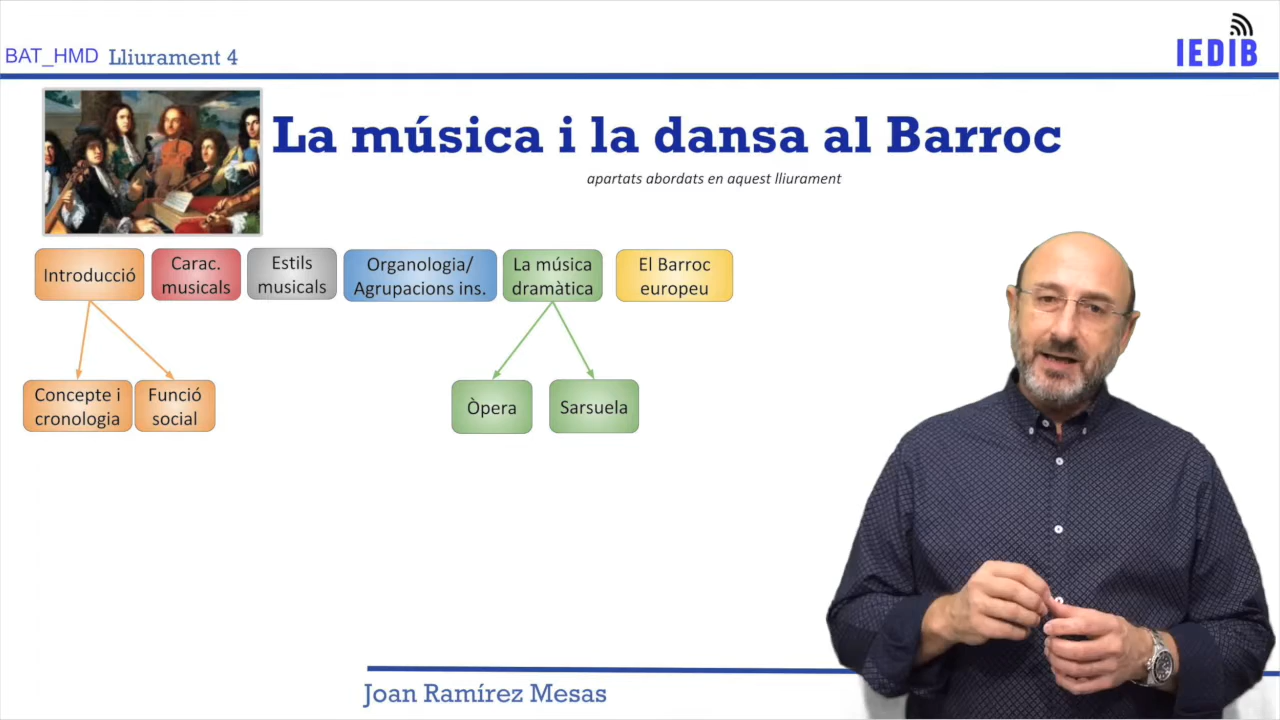 BAT_HMD Lliurament 4
IEDIB
La música i la dansa al Barroc
apartats abordats en aquest lliurament
Introducció
Carac.
musicals
Estils
musicals
Organologia/
Agrupacions ins.
La música
dramàtica
El Barroc
europeu
Concepte i
cronologia
Funció
social
Òpera
Sarsuela
Joan Ramírez Mesas